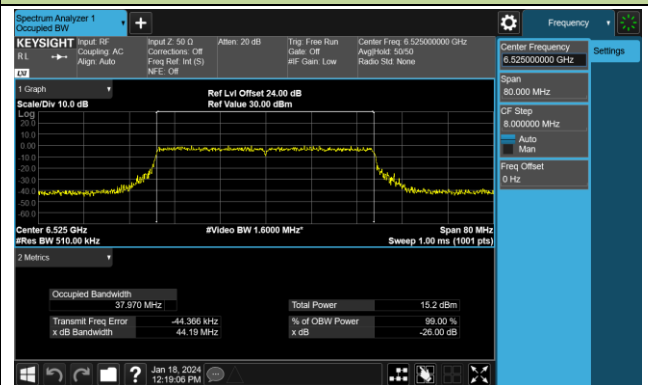 Spectrum Analyzer 1
Occupied BW
+
Frequency
KEYSIGHT Input: RF
RL
Coupling: AC
Align: Auto
LXI
Input Z: 50 Ω
Corrections: Off
Freq Ref: Int (S)
NFE: Off
Atten: 20 dB
Trig: Free Run
Gate: Off
#IF Gain: Low
Center Freq: 6.525000000 GHz
Avg|Hold: 50/50
Radio Std: None
Center Frequency
6.525000000 GHz
Settings
Span
80.000 MHz
CF Step
8.000000 MHz
Auto
Man
Freq Offset
0 Hz
1 Graph
Scale/Div 10.0 dB
Ref Lvl Offset 24.00 dB
Ref Value 30.00 dBm
Log
20.0
10.0
0.00
-10.0
-20.0
-30.0
-40.0
-50.0
-60.0
Center 6.525 GHz
#Res BW 510.00 kHz
#Video BW 1.6000 MHz*
Span 80 MHz
Sweep 1.00 ms (1001 pts)
2 Metrics
Occupied Bandwidth
37.970 MHz
Total Power 15.2 dBm
Transmit Freq Error -44.366 kHz
% of OBW Power 99.00 %
x dB Bandwidth 44.19 MHz
x dB -26.00 dB
?
Jan 18, 2024
12:19:06 PM